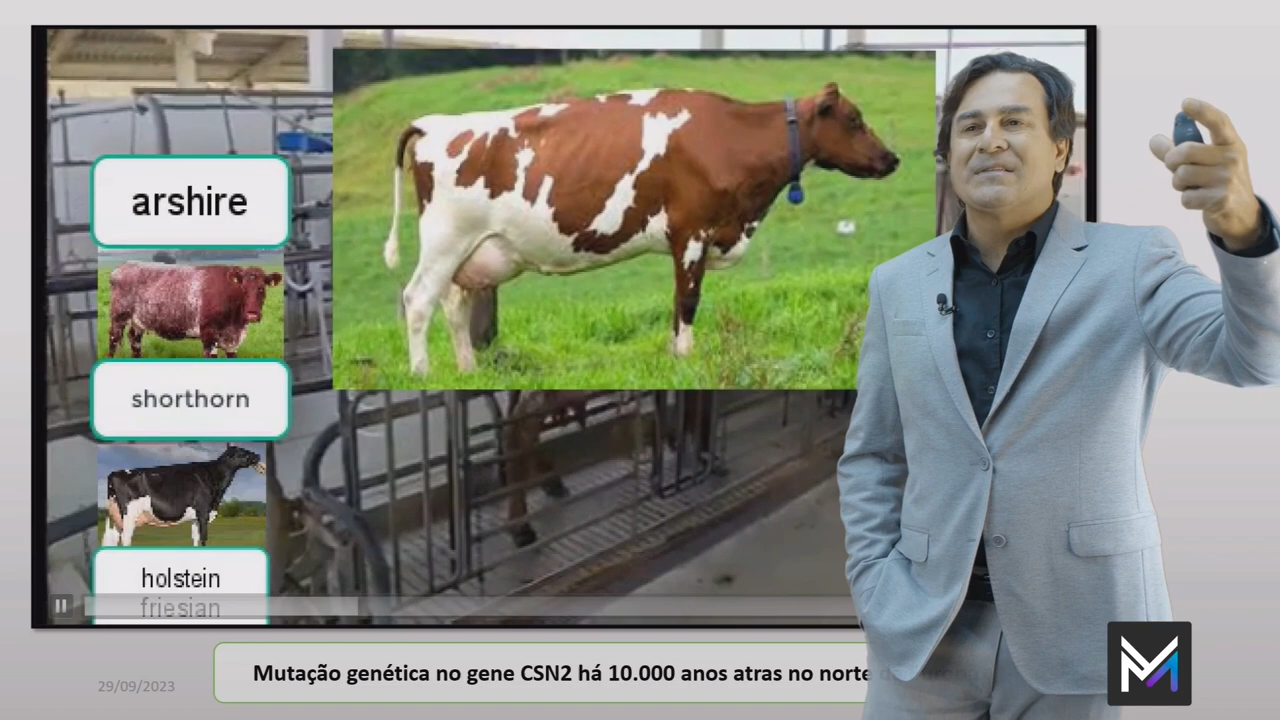 arshire
shorthorn
holstein
friesian
Mutação genética no gene CSN2 há 10.000 anos atras no norte
29/09/2023